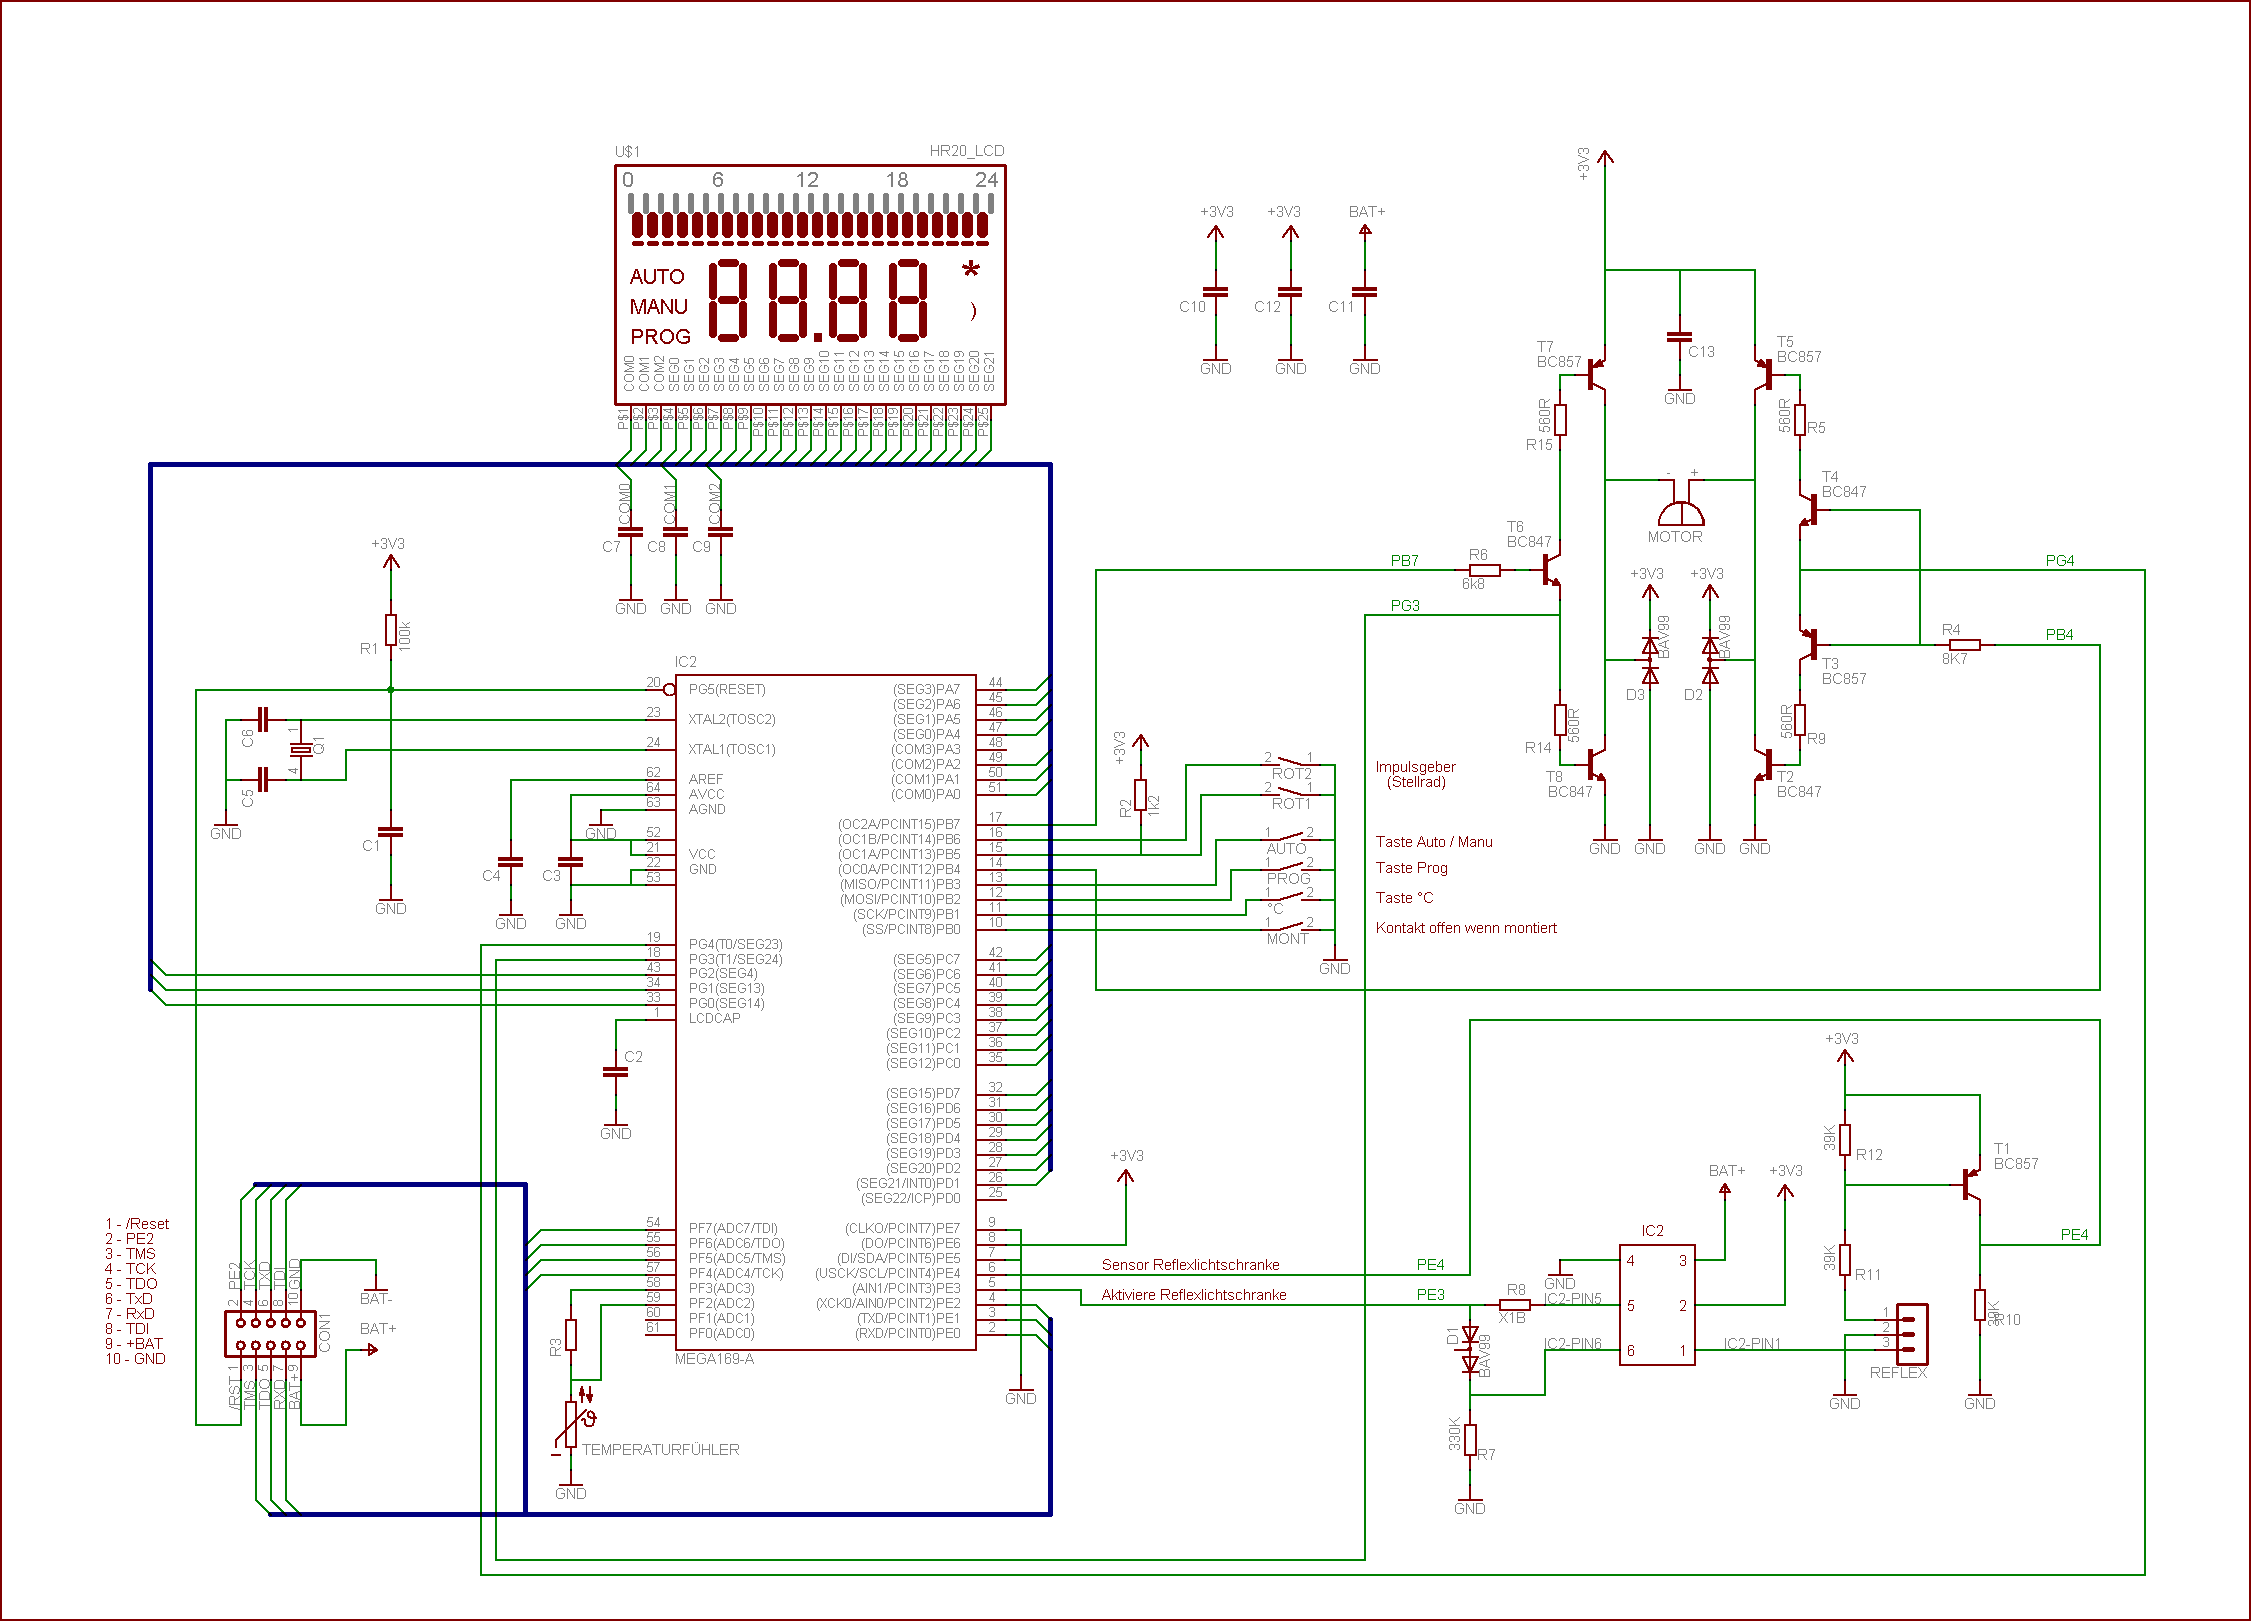 U$1
HR20_LCD
0 6 12 18 24
AUTO
MANU
PROG
88.88
*
)
COM0 COM1 COM2 SEG0 SEG1 SEG2 SEG3 SEG4 SEG5 SEG6 SEG7 SEG8 SEG9 SEG10 SEG11 SEG12 SEG13 SEG14 SEG15 SEG16 SEG17 SEG18 SEG19 SEG20 SEG21
P$1 P$2 P$3 P$4 P$5 P$6 P$7 P$8 P$9 P$10 P$11 P$12 P$13 P$14 P$15 P$16 P$17 P$18 P$19 P$20 P$21 P$22 P$23 P$24 P$25
COM0 COM1 COM2
C7 C8 C9
GND GND GND
+3V3 +3V3 BAT+
C10 C12 C11
GND GND GND
+3V3
R1
100k
C6
C5
Q1
1
4
GND
C1
GND
C4
C3
GND
GND
GND
IC2
20 PG5(RESET)
23 XTAL2(TOSC2)
24 XTAL1(TOSC1)
62 AREF
64 AVCC
63 AGND
52
21 VCC
22 GND
53
19 PG4(T0/SEG23)
18 PG3(T1/SEG24)
43 PG2(SEG4)
34 PG1(SEG13)
33 PG0(SEG14)
1 LCDCAP
C2
GND
54 PF7(ADC7/TDI)
55 PF6(ADC6/TDO)
56 PF5(ADC5/TMS)
57 PF4(ADC4/TCK)
58 PF3(ADC3)
59 PF2(ADC2)
60 PF1(ADC1)
61 PF0(ADC0)
MEGA169-A
(SEG3)PA7 44
(SEG2)PA6 45
(SEG1)PA5 46
(SEG0)PA4 47
(COM3)PA3 48
(COM2)PA2 49
(COM1)PA1 50
(COM0)PA0 51
(OC2A/PCINT15)PB7 17
(OC1B/PCINT14)PB6 16
(OC1A/PCINT13)PB5 15
(OC0A/PCINT12)PB4 14
(MISO/PCINT11)PB3 13
(MOSI/PCINT10)PB2 12
(SCK/PCINT9)PB1 11
(SS/PCINT8)PB0 10
(SEG5)PC7 42
(SEG6)PC6 41
(SEG7)PC5 40
(SEG8)PC4 39
(SEG9)PC3 38
(SEG10)PC2 37
(SEG11)PC1 36
(SEG12)PC0 35
(SEG15)PD7 32
(SEG16)PD6 31
(SEG17)PD5 30
(SEG18)PD4 29
(SEG19)PD3 28
(SEG20)PD2 27
(SEG21/INT0)PD1 26
(SEG22/ICP)PD0 25
(CLKO/PCINT7)PE7 9
(DO/PCINT6)PE6 8
(DI/SDA/PCINT5)PE5 7
(USCK/SCL/PCINT4)PE4 6
(AIN1/PCINT3)PE3 5
(XCK0/AIN0/PCINT2)PE2 4
(TXD/PCINT1)PE1 3
(RXD/PCINT0)PE0 2
+3V3
GND
R3
TEMPERATURFÜHLER
GND
1 - /Reset
2 - PE2
3 - TMS
4 - TCK
5 - TDO
6 - TxD
7 - RxD
8 - TDI
9 - +BAT
10 - GND
2 PE2
4 TCK
6 TXD
8 TDI
10 GND
CON1
/RST 1
TMS 3
TDO 5
RXD 7
BAT+ 9
BAT-
BAT+
+3V3
R2
1k2
2 1
ROT2
2 1
ROT1
1 2
AUTO
1 2
PROG
1 2
°C
1 2
MONT
GND
Impulsgeber
(Stellrad)
Taste Auto / Manu
Taste Prog
Taste °C
Kontakt offen wenn montiert
+3V3
T7
BC857
560R
R15
C13
GND
T5
BC857
560R
R5
T4
BC847
- +
MOTOR
T6
BC847
PB7
R6
6k8
PG3
PG4
PB4
R4
8K7
T3
BC857
+3V3 +3V3
BAV99 BAV99
D3 D2
560R
R14
560R
R9
T8
BC847
T2
BC847
GND GND GND GND
Sensor Reflexlichtschranke
PE4
Aktiviere Reflexlichtschranke
PE3
R8
X1B
D1
BAV99
330K
R7
GND
GND
IC2-PIN5
IC2-PIN6
IC2
4 3
5 2
6 1
IC2-PIN1
BAT+ +3V3
+3V3
39K
R12
39K
R11
T1
BC857
PE4
R10
1
2
3
REFLEX
GND GND